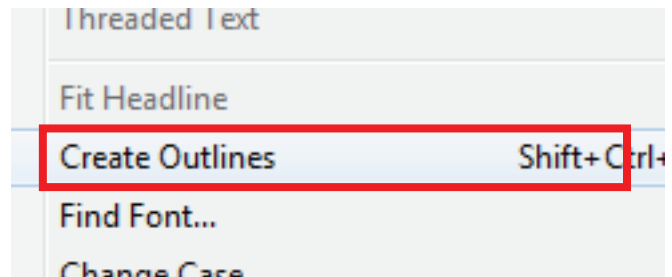 Threaded Text
Fit Headline
Create Outlines Shift+Ctrl+
Find Font...
Change Case